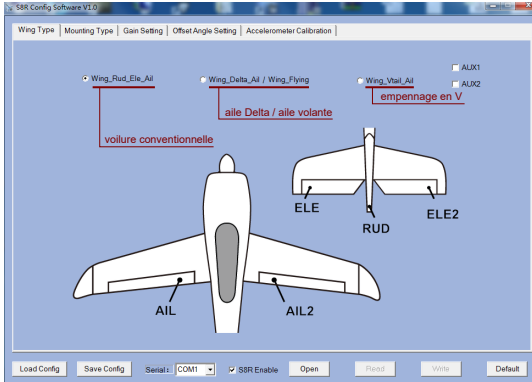 S8R Config Software V1.0
Wing Type Mounting Type Gain Setting Offset Angle Setting Accelerometer Calibration
Wing_Rud_Ele_Ail Wing_Delta_Ail / Wing_Flying Wing_Vtail_Ail AUX1
AUX2
empennage en V
aile Delta / aile volante
voilure conventionnelle
ELE ELE2
RUD
AIL AIL2
Load Config Save Config Serial: COM1 S8R Enable Open Reed Write Default